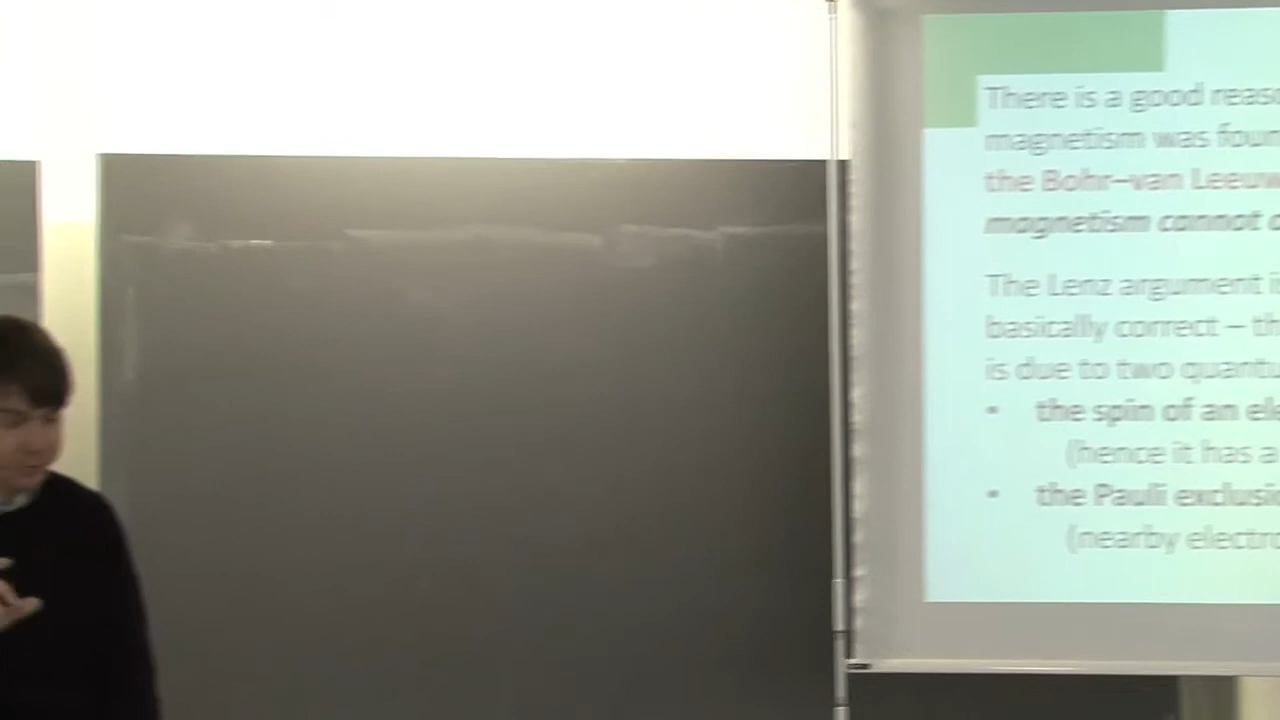 There is a good reas
magnetism was foun
the Bohr–van Leeuw
magnetism cannot
The Lenz argument i
basically correct – th
is due to two quantu
• the spin of an ele
(hence it has a
• the Pauli exclusio
(nearby electro